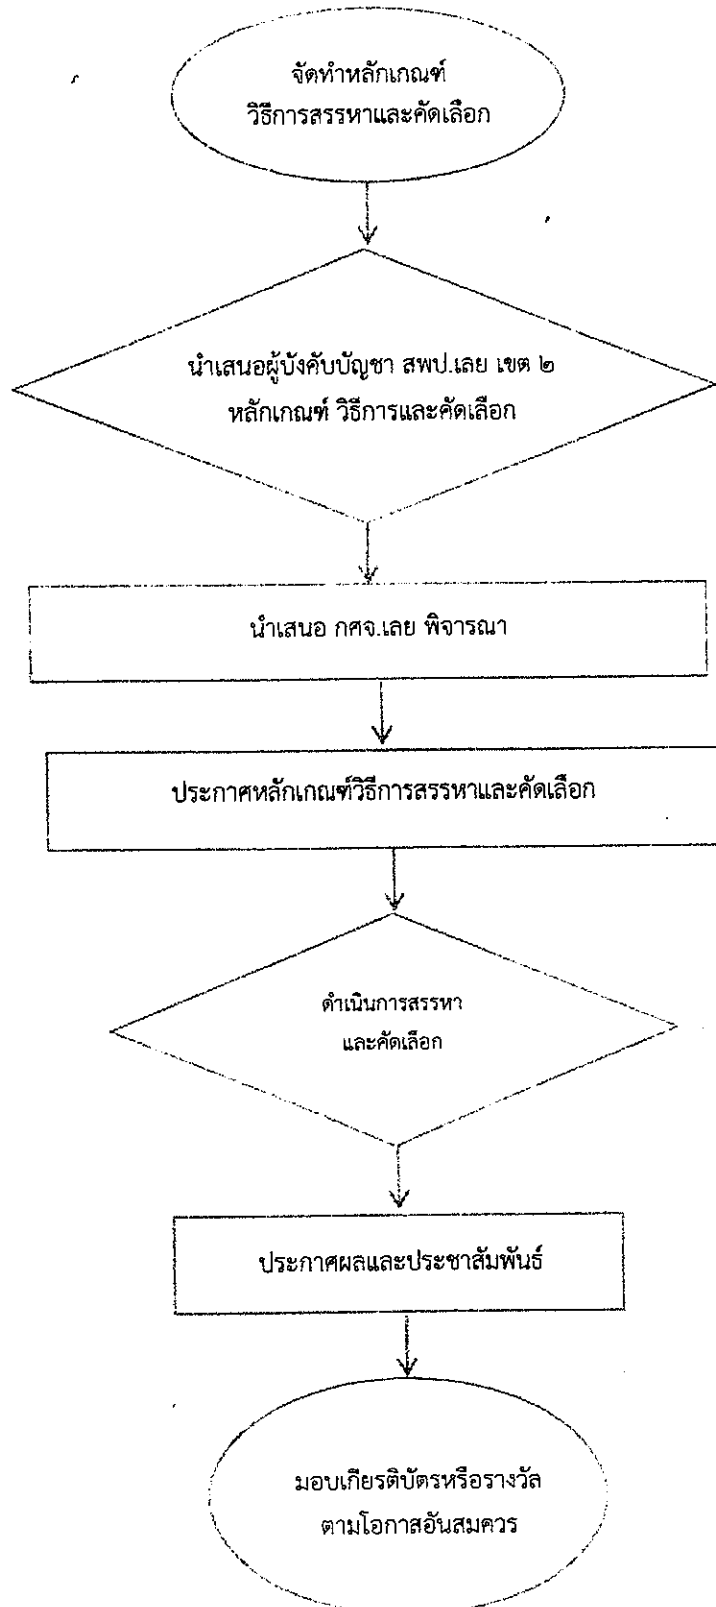 จัดทำหลักเกณฑ์
วิธีการสรรหาและคัดเลือก
นำเสนอผู้บังคับบัญชา สพป.เลย เขต ๒
หลักเกณฑ์ วิธีการและคัดเลือก
นำเสนอ กศจ.เลย พิจารณา
ประกาศหลักเกณฑ์วิธีการสรรหาและคัดเลือก
ดำเนินการสรรหา
และคัดเลือก
ประกาศผลและประชาสัมพันธ์
มอบเกียรติบัตรหรือรางวัล
ตามโอกาสอันสมควร